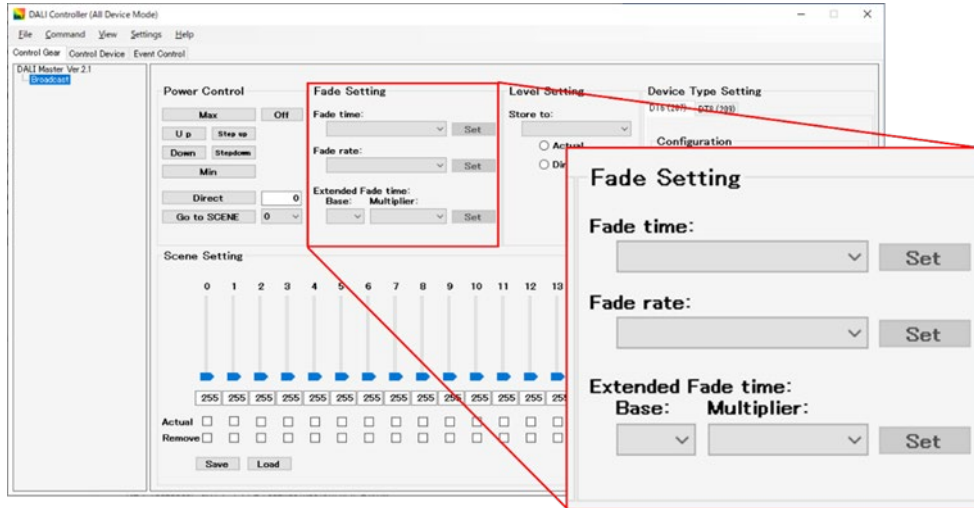 DALI Controller (All Device Mode)
File Command View Settings Help
Control Gear Control Device Event Control
DALI Master Ver 2.1
Broadcast
Power Control
Max Off
Up Step up
Down Stepdown
Min
Direct 0
Go to SCENE 0
Fade Setting
Fade time:
Set
Fade rate:
Set
Extended Fade time:
Base: Multiplier:
Set
Level Setting
Store to:
Actual
Device Type Setting
DT6 (207)
Configuration
Scene Setting
0 1 2 3 4 5 6 7 8 9 10 11 12 13
255 255 255 255 255 255 255 255 255 255 255 255 255
Actual
Remove
Save Load
Fade Setting
Fade time:
Set
Fade rate:
Set
Extended Fade time:
Base: Multiplier:
Set